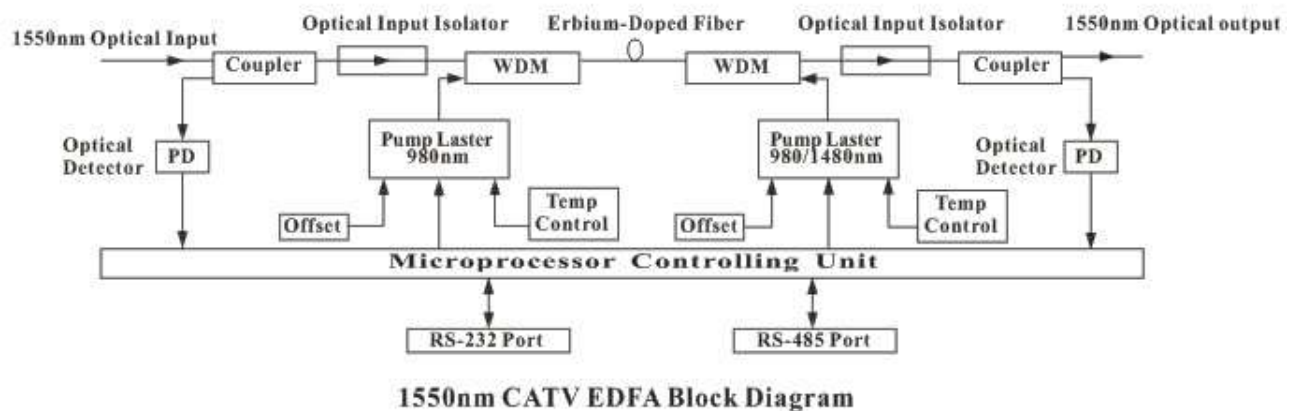 Optical Input Isolator
Erbium-Doped Fiber
Optical Input Isolator
1550nm Optical output
1550nm Optical Input
Coupler
WDM
WDM
Coupler
Pump Laster
980nm
Pump Laster
980/1480nm
Optical
Detector
PD
Optical
Detector
PD
Temp
Control
Temp
Control
Offset
Offset
Microprocessor Controlling Unit
RS-232 Port
RS-485 Port
1550nm CATV EDFA Block Diagram